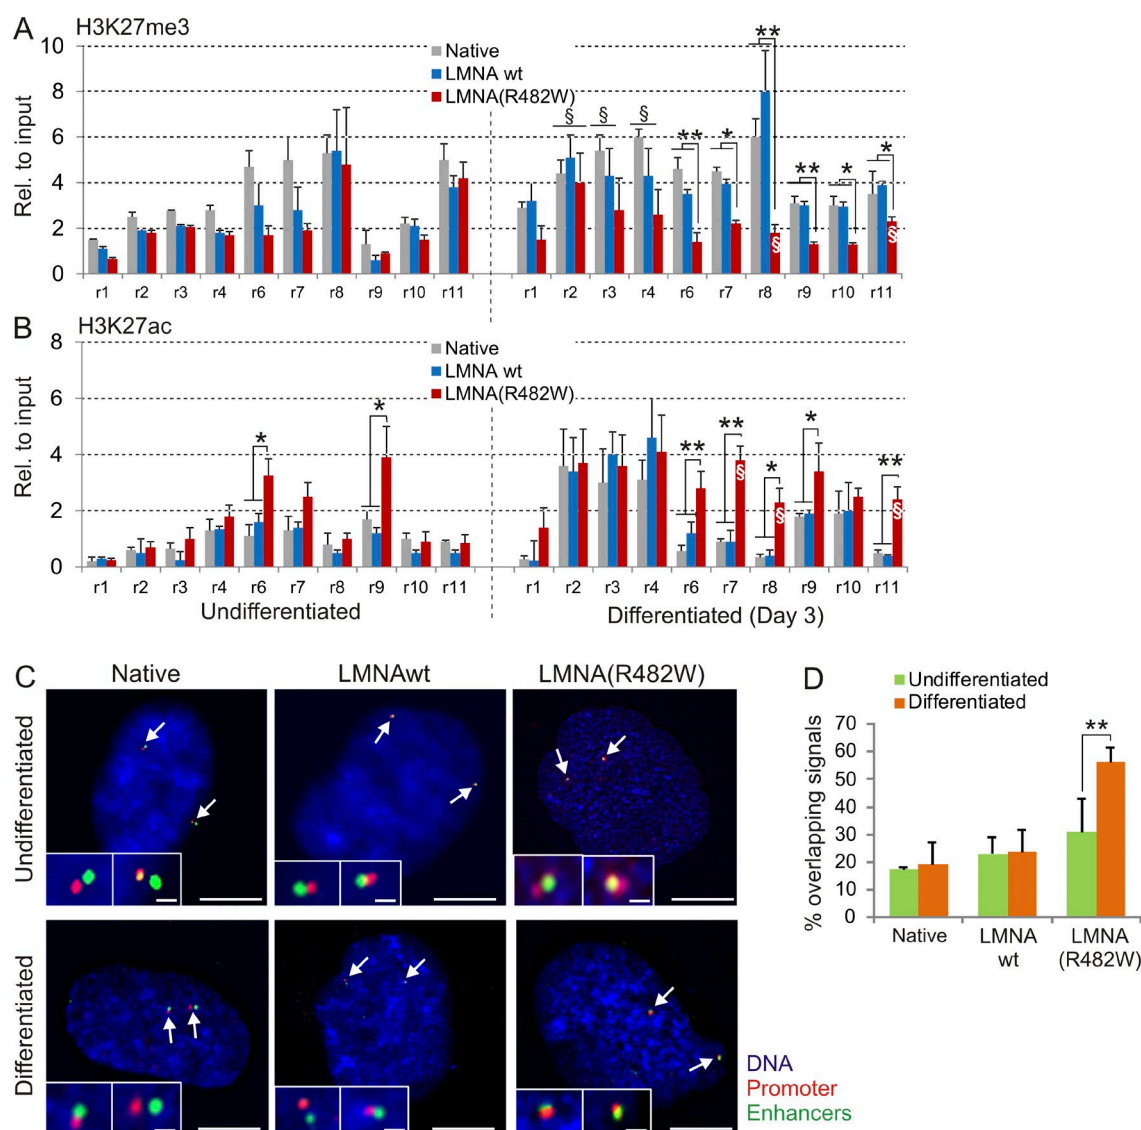 A H3K27me3
Rel. to input
10
8
6
4
2
0
Native
LMNA wt
LMNA(R482W)
§ § § ** * ** ** * *
§ §
r1 r2 r3 r4 r6 r7 r8 r9 r10 r11 r1 r2 r3 r4 r6 r7 r8 r9 r10 r11
B H3K27ac
Rel. to input
8
6
4
2
0
Native
LMNA wt
LMNA(R482W)
* * ** ** * * **
§ § §
r1 r2 r3 r4 r6 r7 r8 r9 r10 r11 r1 r2 r3 r4 r6 r7 r8 r9 r10 r11
Undifferentiated Differentiated (Day 3)
C Native LMNAwt LMNA(R482W)
Undifferentiated
Differentiated
DNA
Promoter
Enhancers
D
Undifferentiated
Differentiated
% overlapping signals
70
60
50
40
30
20
10
0
**
Native LMNA wt LMNA (R482W)